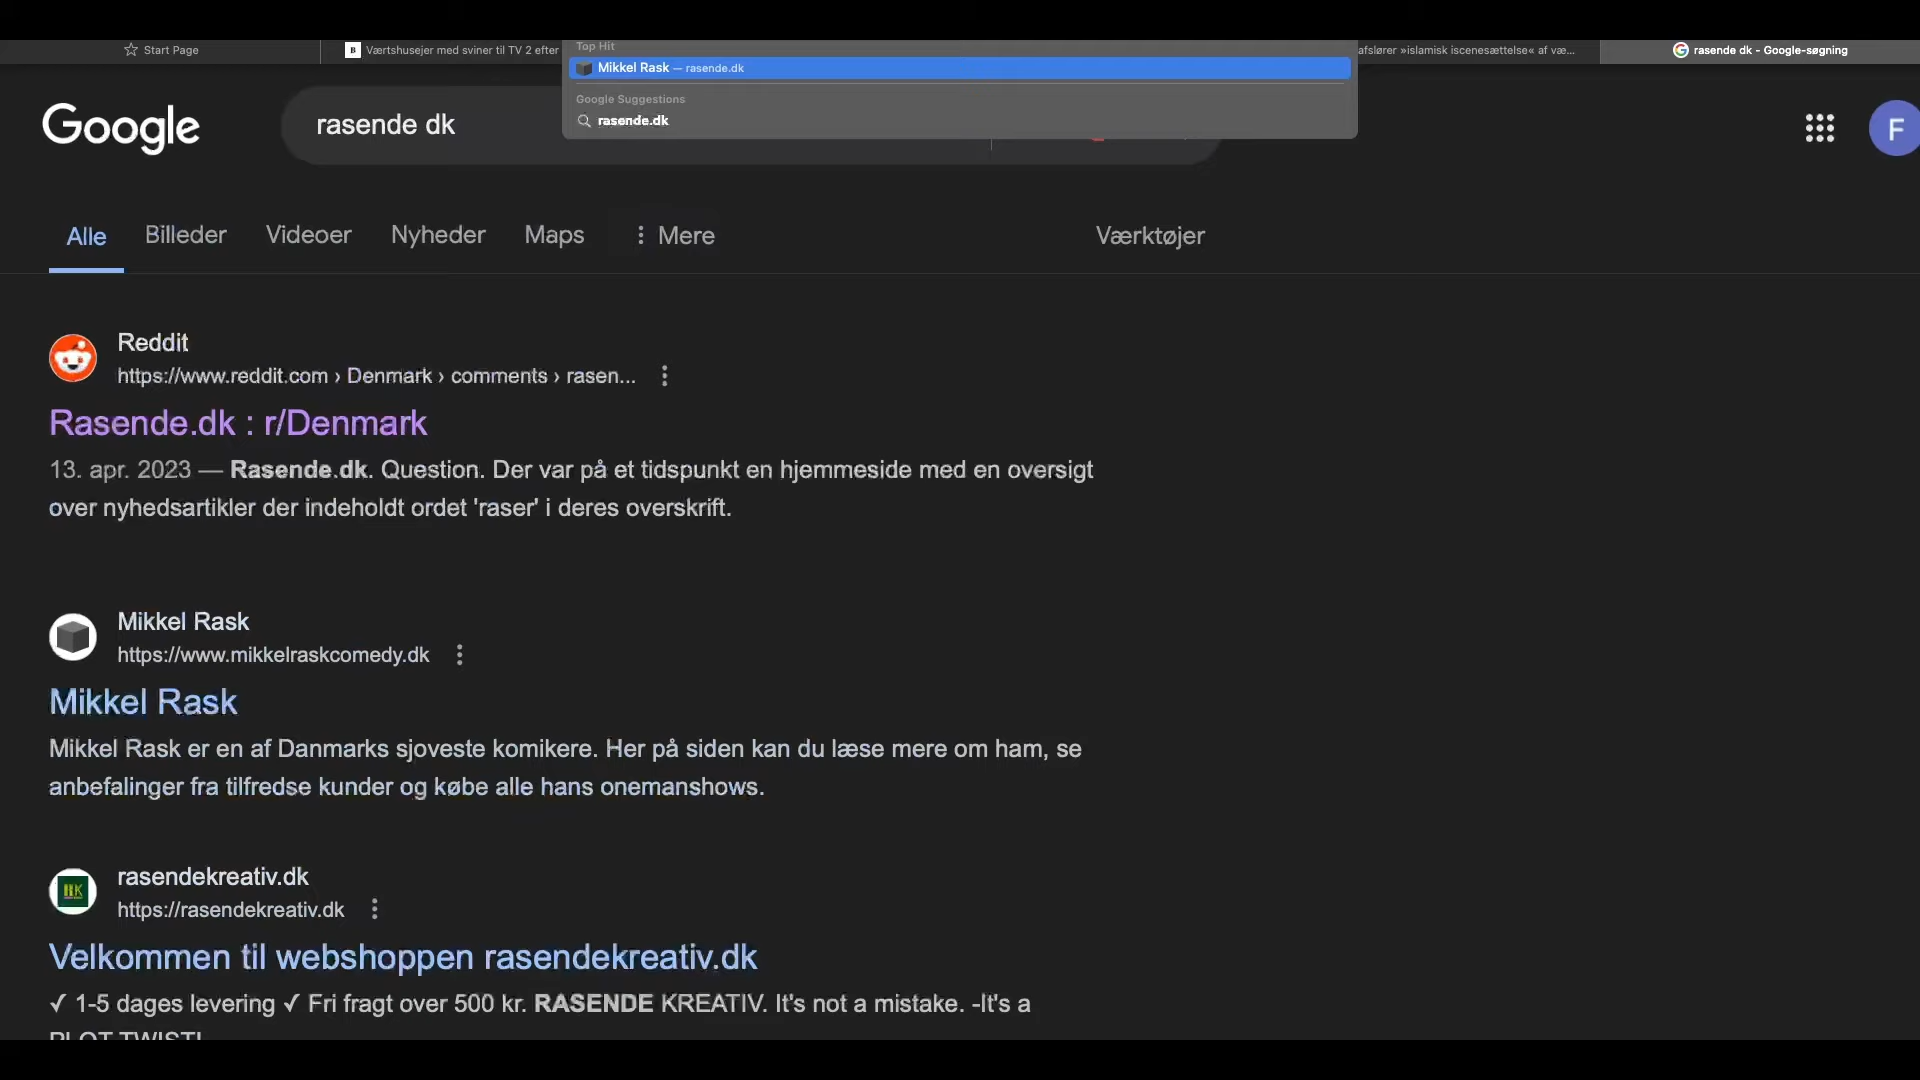 Start Page
B Værtshusejer med sviner til TV 2 efter
Top Hit
Mikkel Rask — rasende.dk
Google Suggestions
rasende.dk
afslører »islamisk iscenesættelse« af væ...
rasende dk - Google-søgning
Google
rasende dk
F
Alle
Billeder
Videoer
Nyheder
Maps
Mere
Værktøjer
Reddit
https://www.reddit.com › Denmark › comments › rasen...
Rasende.dk : r/Denmark
13. apr. 2023 — Rasende.dk. Question. Der var på et tidspunkt en hjemmeside med en oversigt
over nyhedsartikler der indeholdt ordet 'raser' i deres overskrift.
Mikkel Rask
https://www.mikkelraskcomedy.dk
Mikkel Rask
Mikkel Rask er en af Danmarks sjoveste komikere. Her på siden kan du læse mere om ham, se
anbefalinger fra tilfredse kunder og købe alle hans onemanshows.
rasendekreativ.dk
https://rasendekreativ.dk
Velkommen til webshoppen rasendekreativ.dk
✓ 1-5 dages levering ✓ Fri fragt over 500 kr. RASENDE KREATIV. It's not a mistake. -It's a
PLOT TWIST!